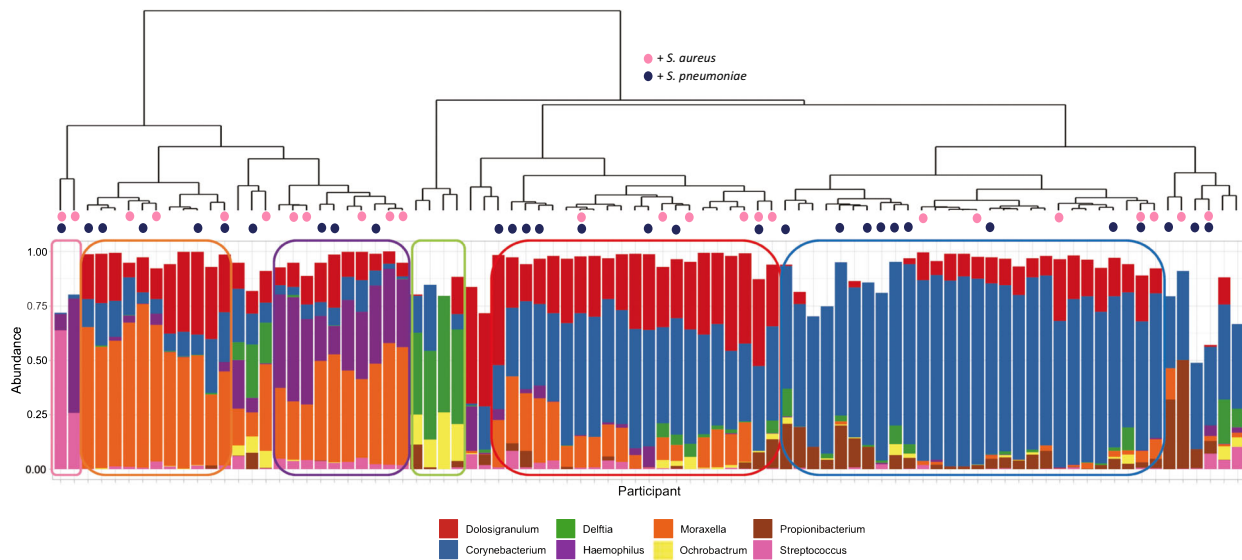 + S. aureus
+ S. pneumoniae
1.00
0.75
0.50
0.25
0.00
Abundance
Participant
Dolosigranulum Delftia Moraxella Propionibacterium
Corynebacterium Haemophilus Ochrobactrum Streptococcus